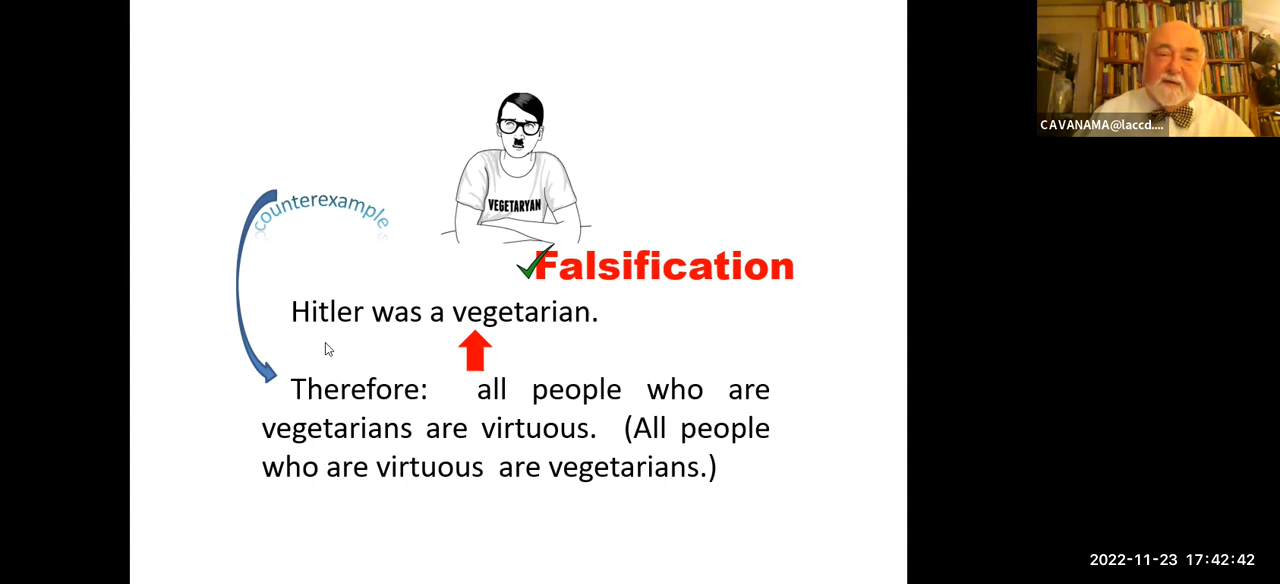 CAVANAMA@laccd....
counterexample
VEGETARYAN
Falsification
Hitler was a vegetarian.
Therefore: all people who are
vegetarians are virtuous. (All people
who are virtuous are vegetarians.)
2022-11-23 17:42:42